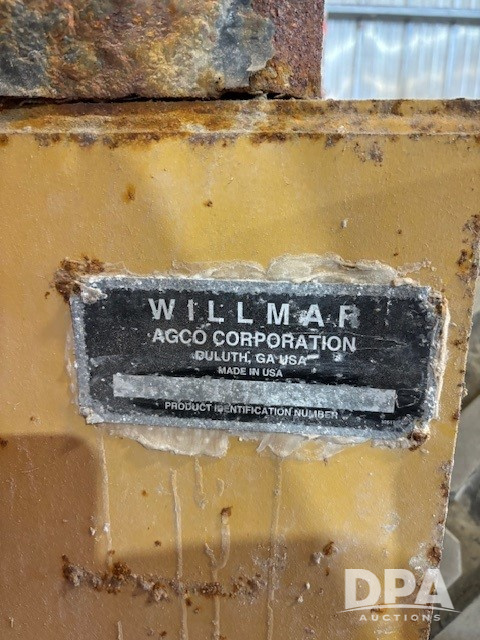 WILLMAR
AGCO CORPORATION
DULUTH, GA USA
MADE IN USA
PRODUCT IDENTIFICATION NUMBER
DPA
AUCTIONS